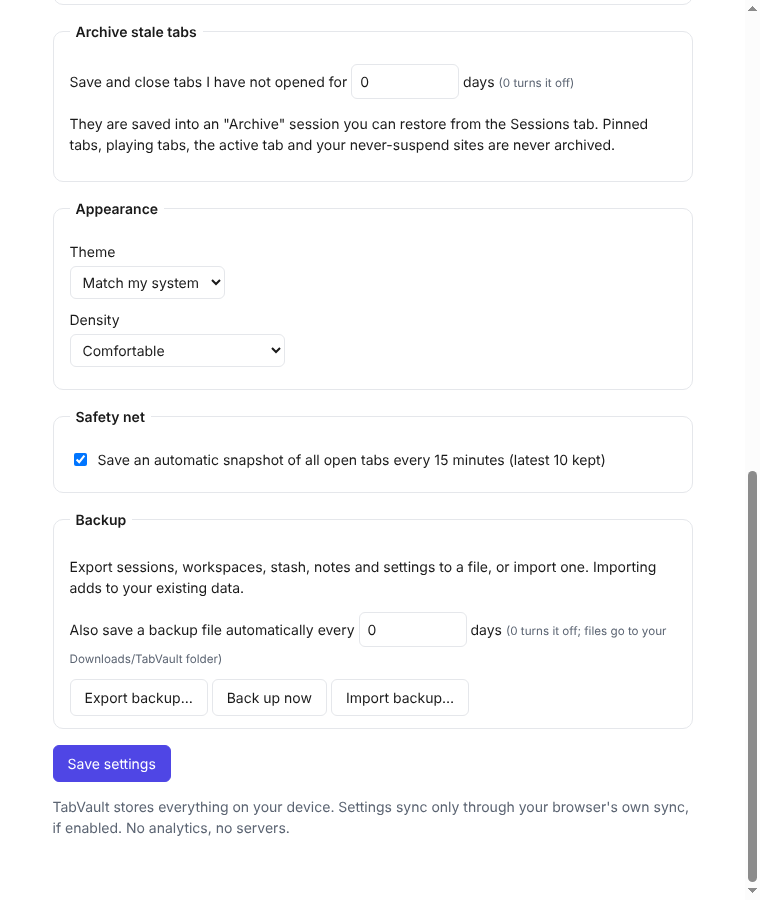 Archive stale tabs
Save and close tabs I have not opened for 0 days (0 turns it off)
They are saved into an "Archive" session you can restore from the Sessions tab. Pinned
tabs, playing tabs, the active tab and your never-suspend sites are never archived.
Appearance
Theme
Match my system
Density
Comfortable
Safety net
Save an automatic snapshot of all open tabs every 15 minutes (latest 10 kept)
Backup
Export sessions, workspaces, stash, notes and settings to a file, or import one. Importing
adds to your existing data.
Also save a backup file automatically every 0 days (0 turns it off; files go to your
Downloads/TabVault folder)
Export backup... Back up now Import backup...
Save settings
TabVault stores everything on your device. Settings sync only through your browser's own sync,
if enabled. No analytics, no servers.